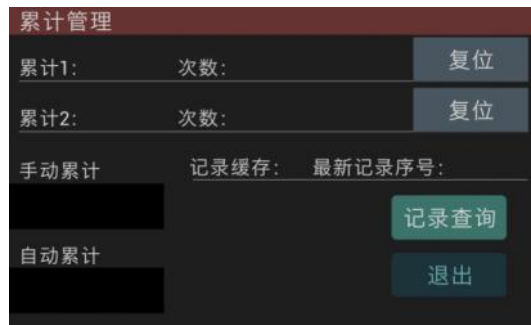 累计管理
累计1: 次数: 复位
累计2: 次数: 复位
手动累计 记录缓存: 最新记录序号:
记录查询
自动累计
退出